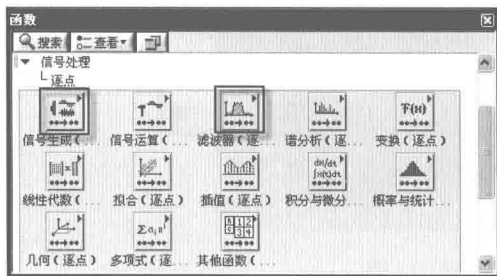 函数
搜索 查看
信号处理
逐点
信号生成(... 信号运算(... 滤波器(逐... 谱分析(逐... 变换(逐点)
线性代数(... 拟合(逐点) 插值(逐点) 积分与微分... 概率与统计...
几何(逐点) 多项式(逐... 其他函数(...